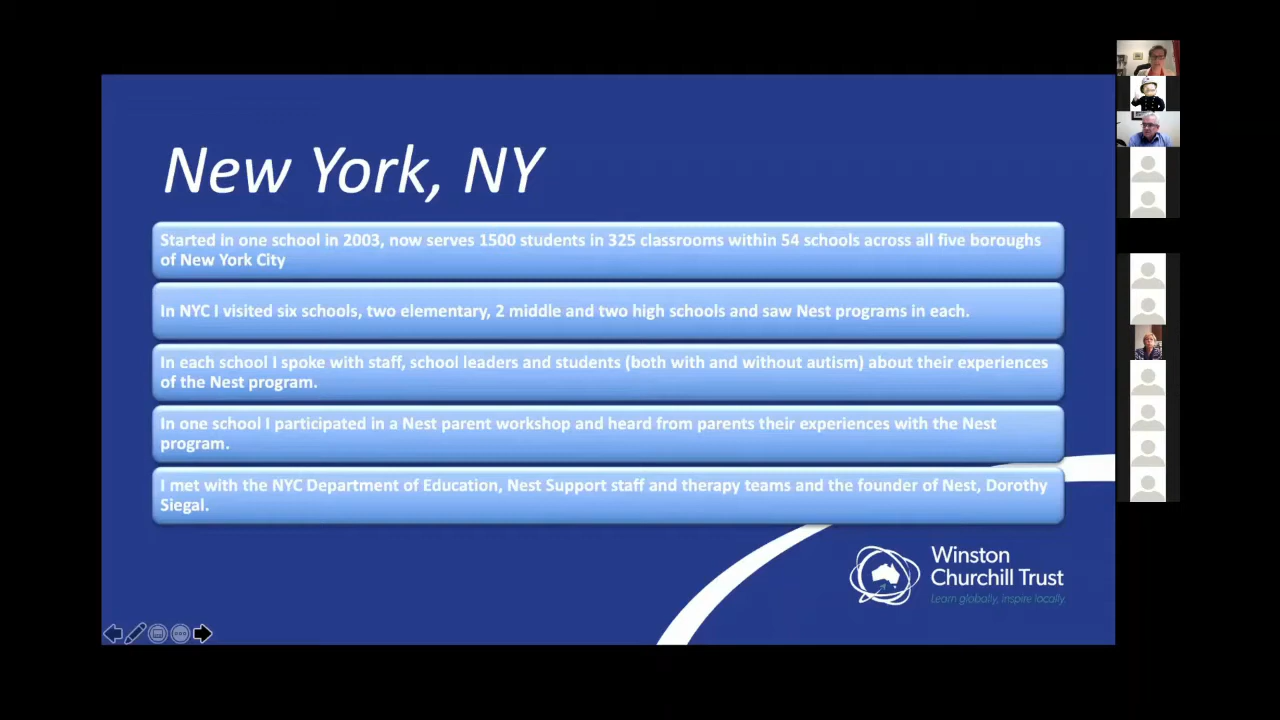 New York, NY
Started in one school in 2003, now serves 1500 students in 325 classrooms within 54 schools across all five boroughs
of New York City
In NYC I visited six schools, two elementary, 2 middle and two high schools and saw Nest programs in each.
In each school I spoke with staff, school leaders and students (both with and without autism) about their experiences
of the Nest program.
In one school I participated in a Nest parent workshop and heard from parents their experiences with the Nest
program.
I met with the NYC Department of Education, Nest Support staff and therapy teams and the founder of Nest, Dorothy
Siegal.
Winston
Churchill Trust
Learn globally, inspire locally.